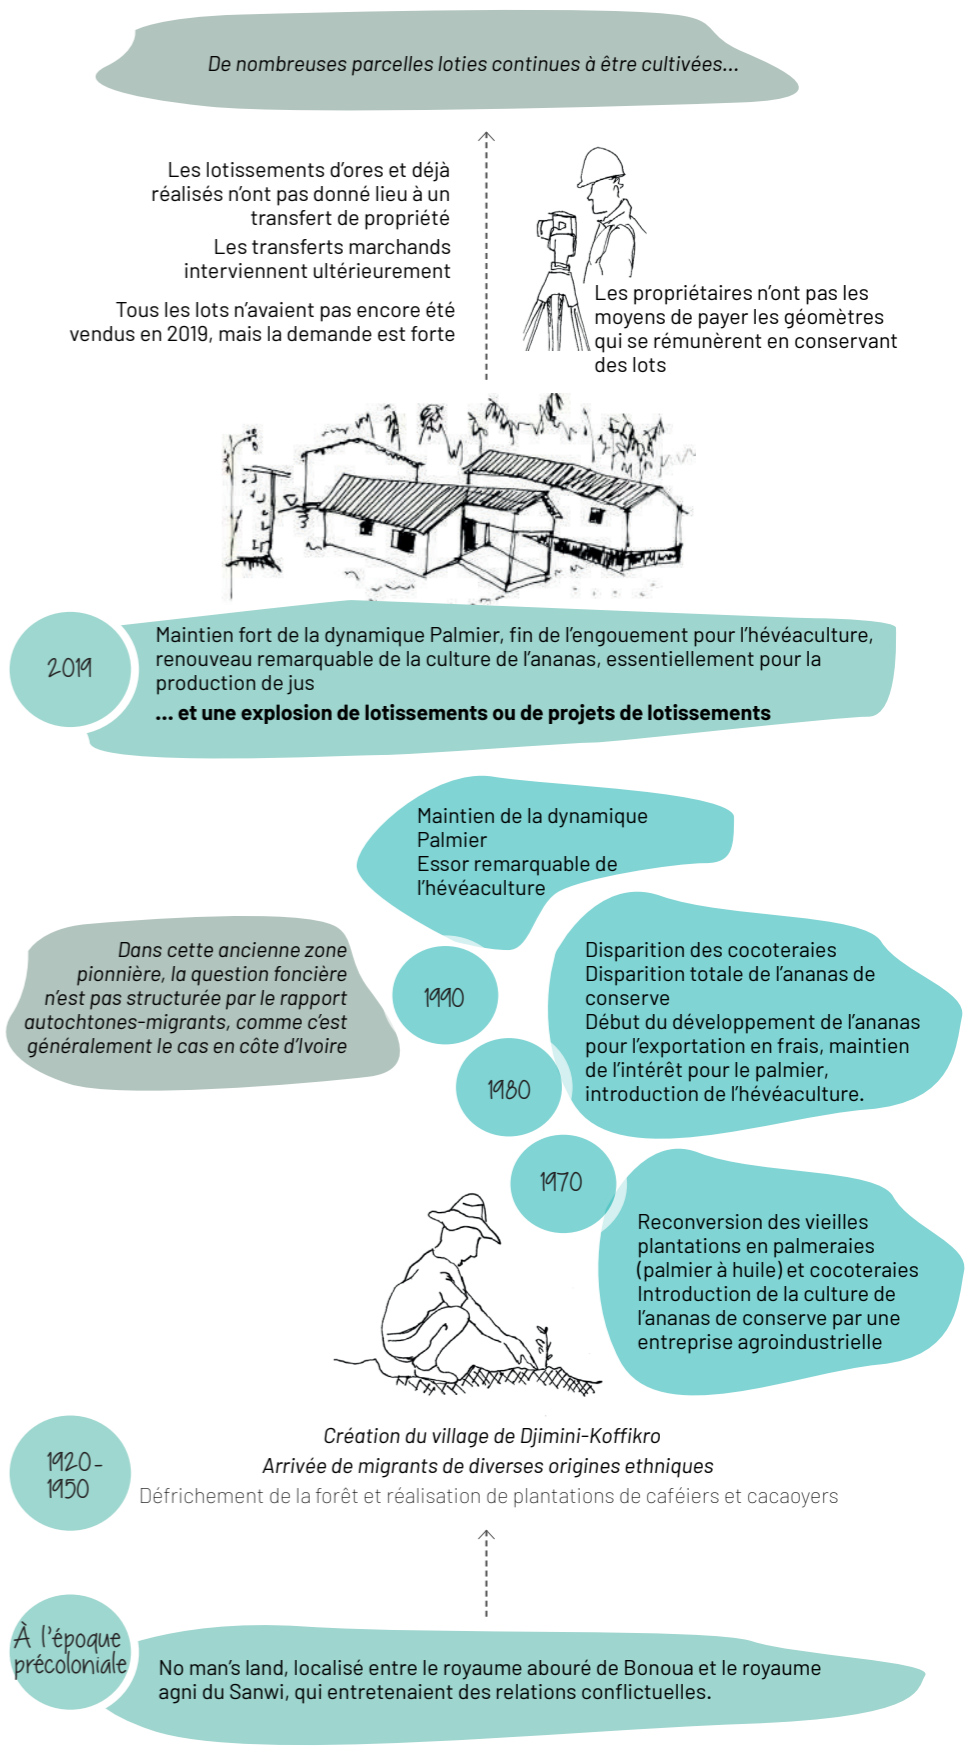 De nombreuses parcelles loties continues à être cultivées...
Les lotissements d'ores et déjà
réalisés n'ont pas donné lieu à un
transfert de propriété
Les transferts marchands
interviennent ultérieurement
Tous les lots n'avaient pas encore été
vendus en 2019, mais la demande est forte
Les propriétaires n'ont pas les
moyens de payer les géomètres
qui se rémunèrent en conservant
des lots
2019
Maintien fort de la dynamique Palmier, fin de l'engouement pour l'hévéaculture,
renouveau remarquable de la culture de l'ananas, essentiellement pour la
production de jus
... et une explosion de lotissements ou de projets de lotissements
Maintien de la dynamique
Palmier
Essor remarquable de
l'hévéaculture
Dans cette ancienne zone
pionnière, la question foncière
n'est pas structurée par le rapport
autochtones-migrants, comme c'est
généralement le cas en côte d'Ivoire
1990
Disparition des cocoteraies
Disparition totale de l'ananas de
conserve
Début du développement de l'ananas
pour l'exportation en frais, maintien
de l'intérêt pour le palmier,
introduction de l'hévéaculture.
1980
1970
Reconversion des vieilles
plantations en palmeraies
(palmier à huile) et cocoteraies
Introduction de la culture de
l'ananas de conserve par une
entreprise agroindustrielle
1920-
1950
Création du village de Djimini-Koffikro
Arrivée de migrants de diverses origines ethniques
Défrichement de la forêt et réalisation de plantations de caféiers et cacaoyers
À l'époque
précoloniale
No man's land, localisé entre le royaume abouré de Bonoua et le royaume
agni du Sanwi, qui entretenaient des relations conflictuelles.